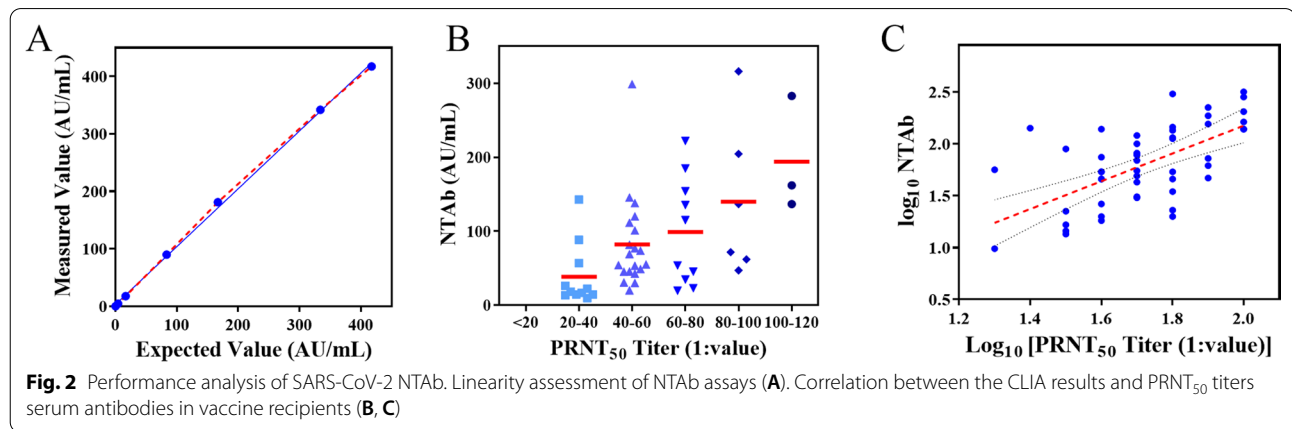 A
Measured Value (AU/mL)
400
300
200
100
0
0 100 200 300 400
Expected Value (AU/mL)
B
NTAb (AU/mL)
300
200
100
0
<20 20-40 40-60 60-80 80-100 100-120
PRNT50 Titer (1:value)
C
log10 NTAb
2.5
2.0
1.5
1.0
0.5
1.2 1.4 1.6 1.8 2.0
Log10 [PRNT50 Titer (1:value)]
Fig. 2 Performance analysis of SARS-CoV-2 NTAb. Linearity assessment of NTAb assays (A). Correlation between the CLIA results and PRNT50 titers
serum antibodies in vaccine recipients (B, C)